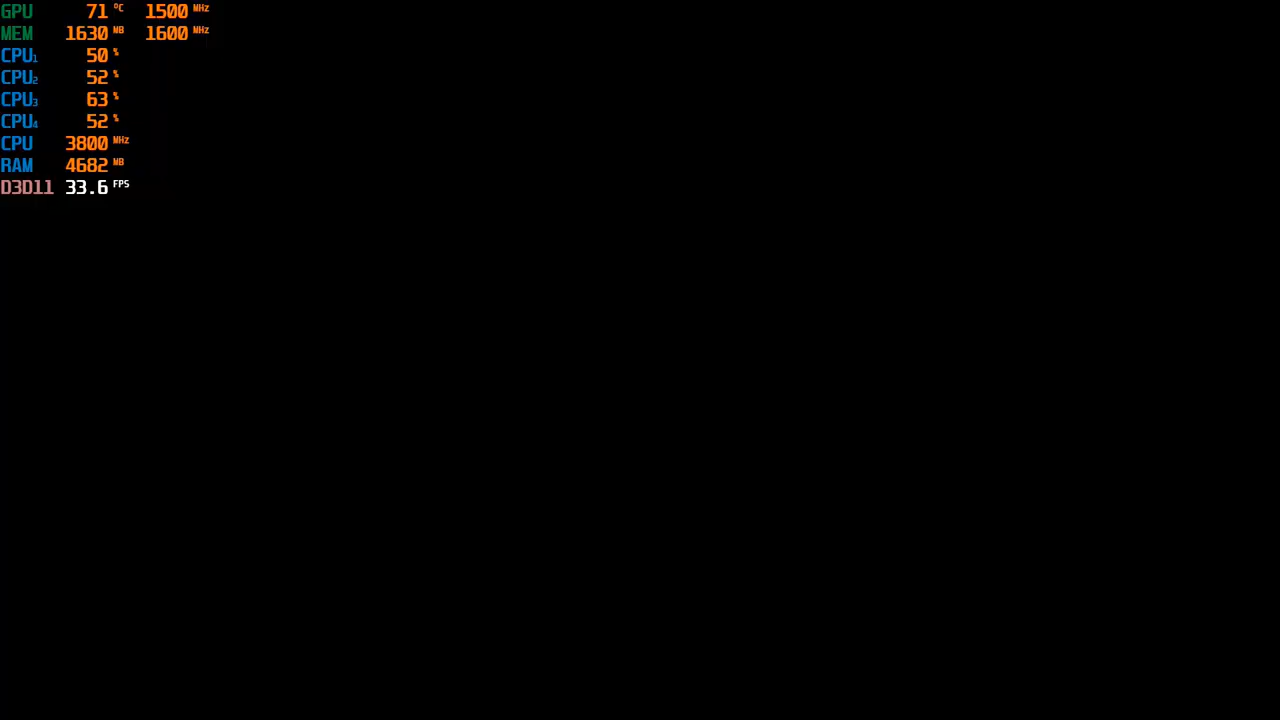 GPU 71 °C 1500 MHz
MEM 1630 MB 1600 MHz
CPU1 50 %
CPU2 52 %
CPU3 63 %
CPU4 52 %
CPU 3800 MHz
RAM 4682 MB
D3D11 33.6 FPS